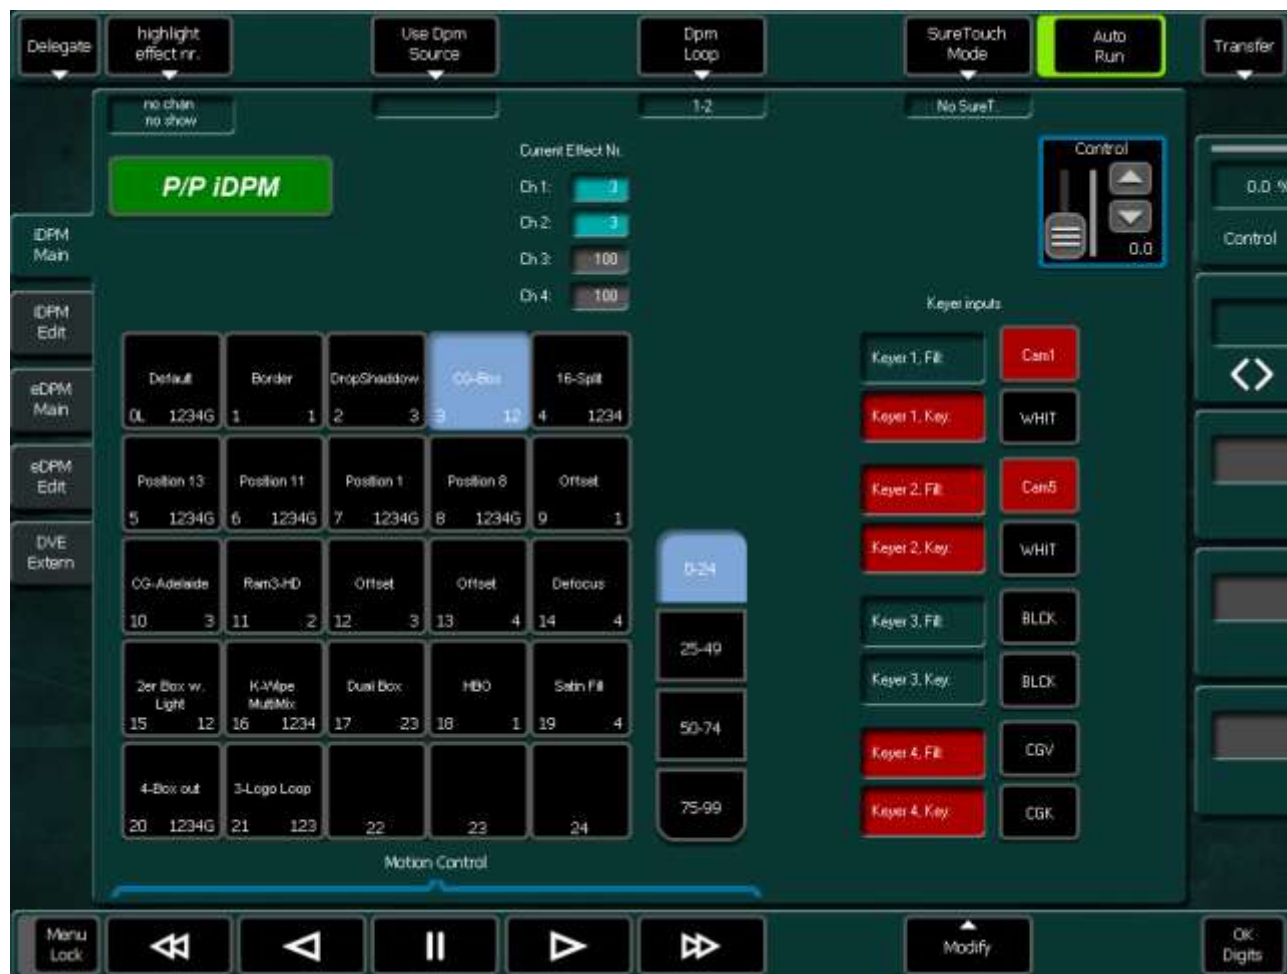 Delegate
highlight
effect nr.
Use Dpm
Source
Dpm
Loop
SureTouch
Mode
Auto
Run
Transfer
no chan
no show
1-2
No SureT.
P/P iDPM
Current Effect Nr.
Ch 1: 3
Ch 2: 3
Ch 3: 100
Ch 4: 100
Control
0.0
0.0 %
Control
iDPM
Main
iDPM
Edit
eDPM
Main
eDPM
Edit
DVE
Extern
Default
0L 1234G
Border
1 1
DropShaddow
2 3
CG-Box
3 12
16-Split
4 1234
Position 13
5 1234G
Position 11
6 1234G
Position 1
7 1234G
Position 8
8 1234G
Offset
9 1
CG-Adelaide
10 3
Ram3-HD
11 2
Offset
12 3
Offset
13 4
Defocus
14 4
2er Box w.
Light
15 12
K-Wipe
MultiMix
16 1234
Dual Box
17 23
HBO
18 1
Satin Fill
19 4
4-Box out
20 1234G
3-Logo Loop
21 123
22
23
24
0-24
25-49
50-74
75-99
Keyer inputs
Keyer 1, Fill: Cam1
Keyer 1, Key: WHIT
Keyer 2, Fill: Cam5
Keyer 2, Key: WHIT
Keyer 3, Fill: BLCK
Keyer 3, Key: BLCK
Keyer 4, Fill: CGV
Keyer 4, Key: CGK
Motion Control
Menu
Lock
Modify
OK
Digits